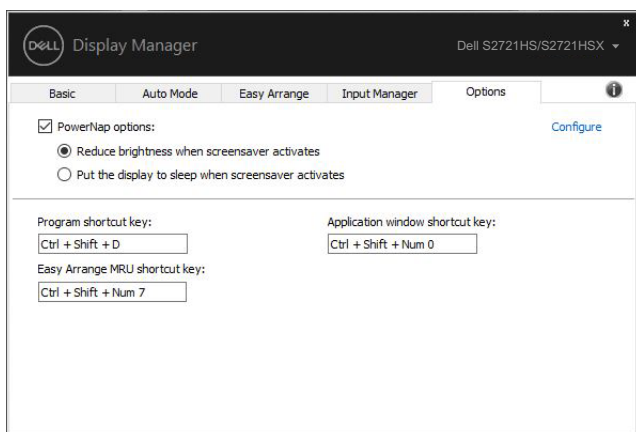 x
DELL Display Manager Dell S2721HS/S2721HSX
Basic Auto Mode Easy Arrange Input Manager Options
PowerNap options: Configure
Reduce brightness when screensaver activates
Put the display to sleep when screensaver activates
Program shortcut key: Application window shortcut key:
Ctrl + Shift + D Ctrl + Shift + Num 0
Easy Arrange MRU shortcut key:
Ctrl + Shift + Num 7